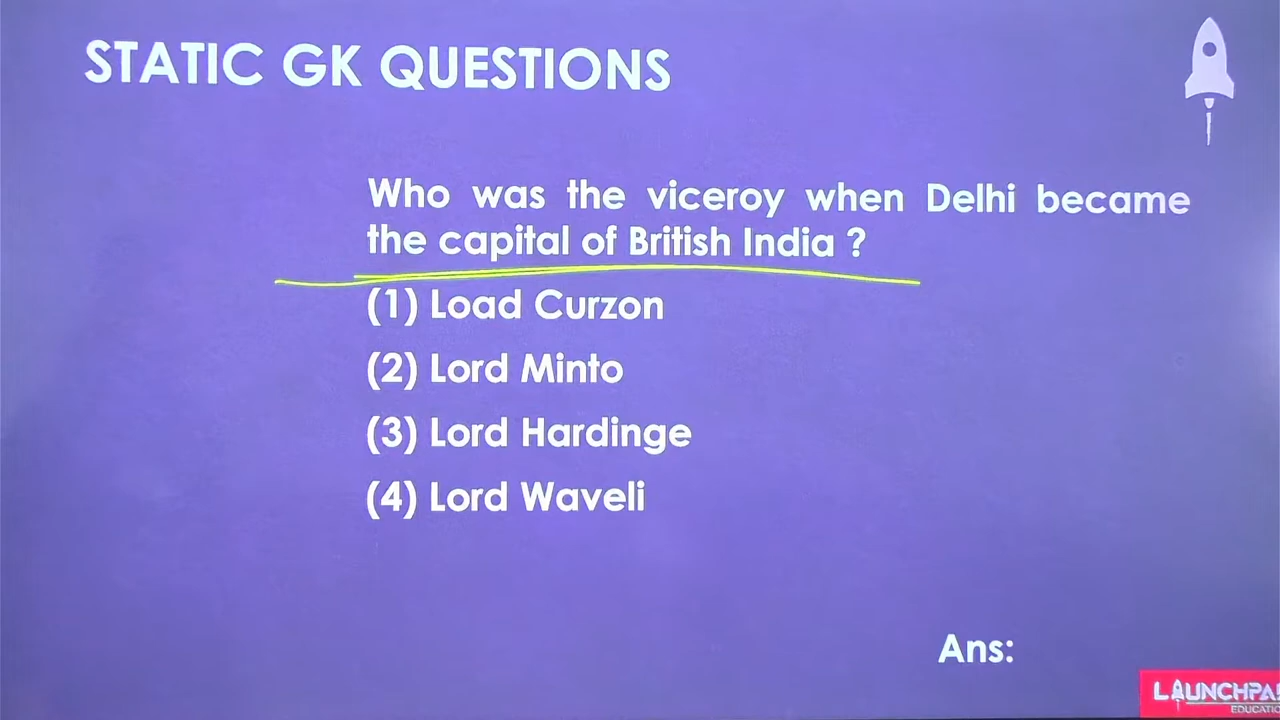 STATIC GK QUESTIONS
Who was the viceroy when Delhi became
the capital of British India ?
(1) Load Curzon
(2) Lord Minto
(3) Lord Hardinge
(4) Lord Waveli
Ans:
LAUNCHPA
EDUCATIO